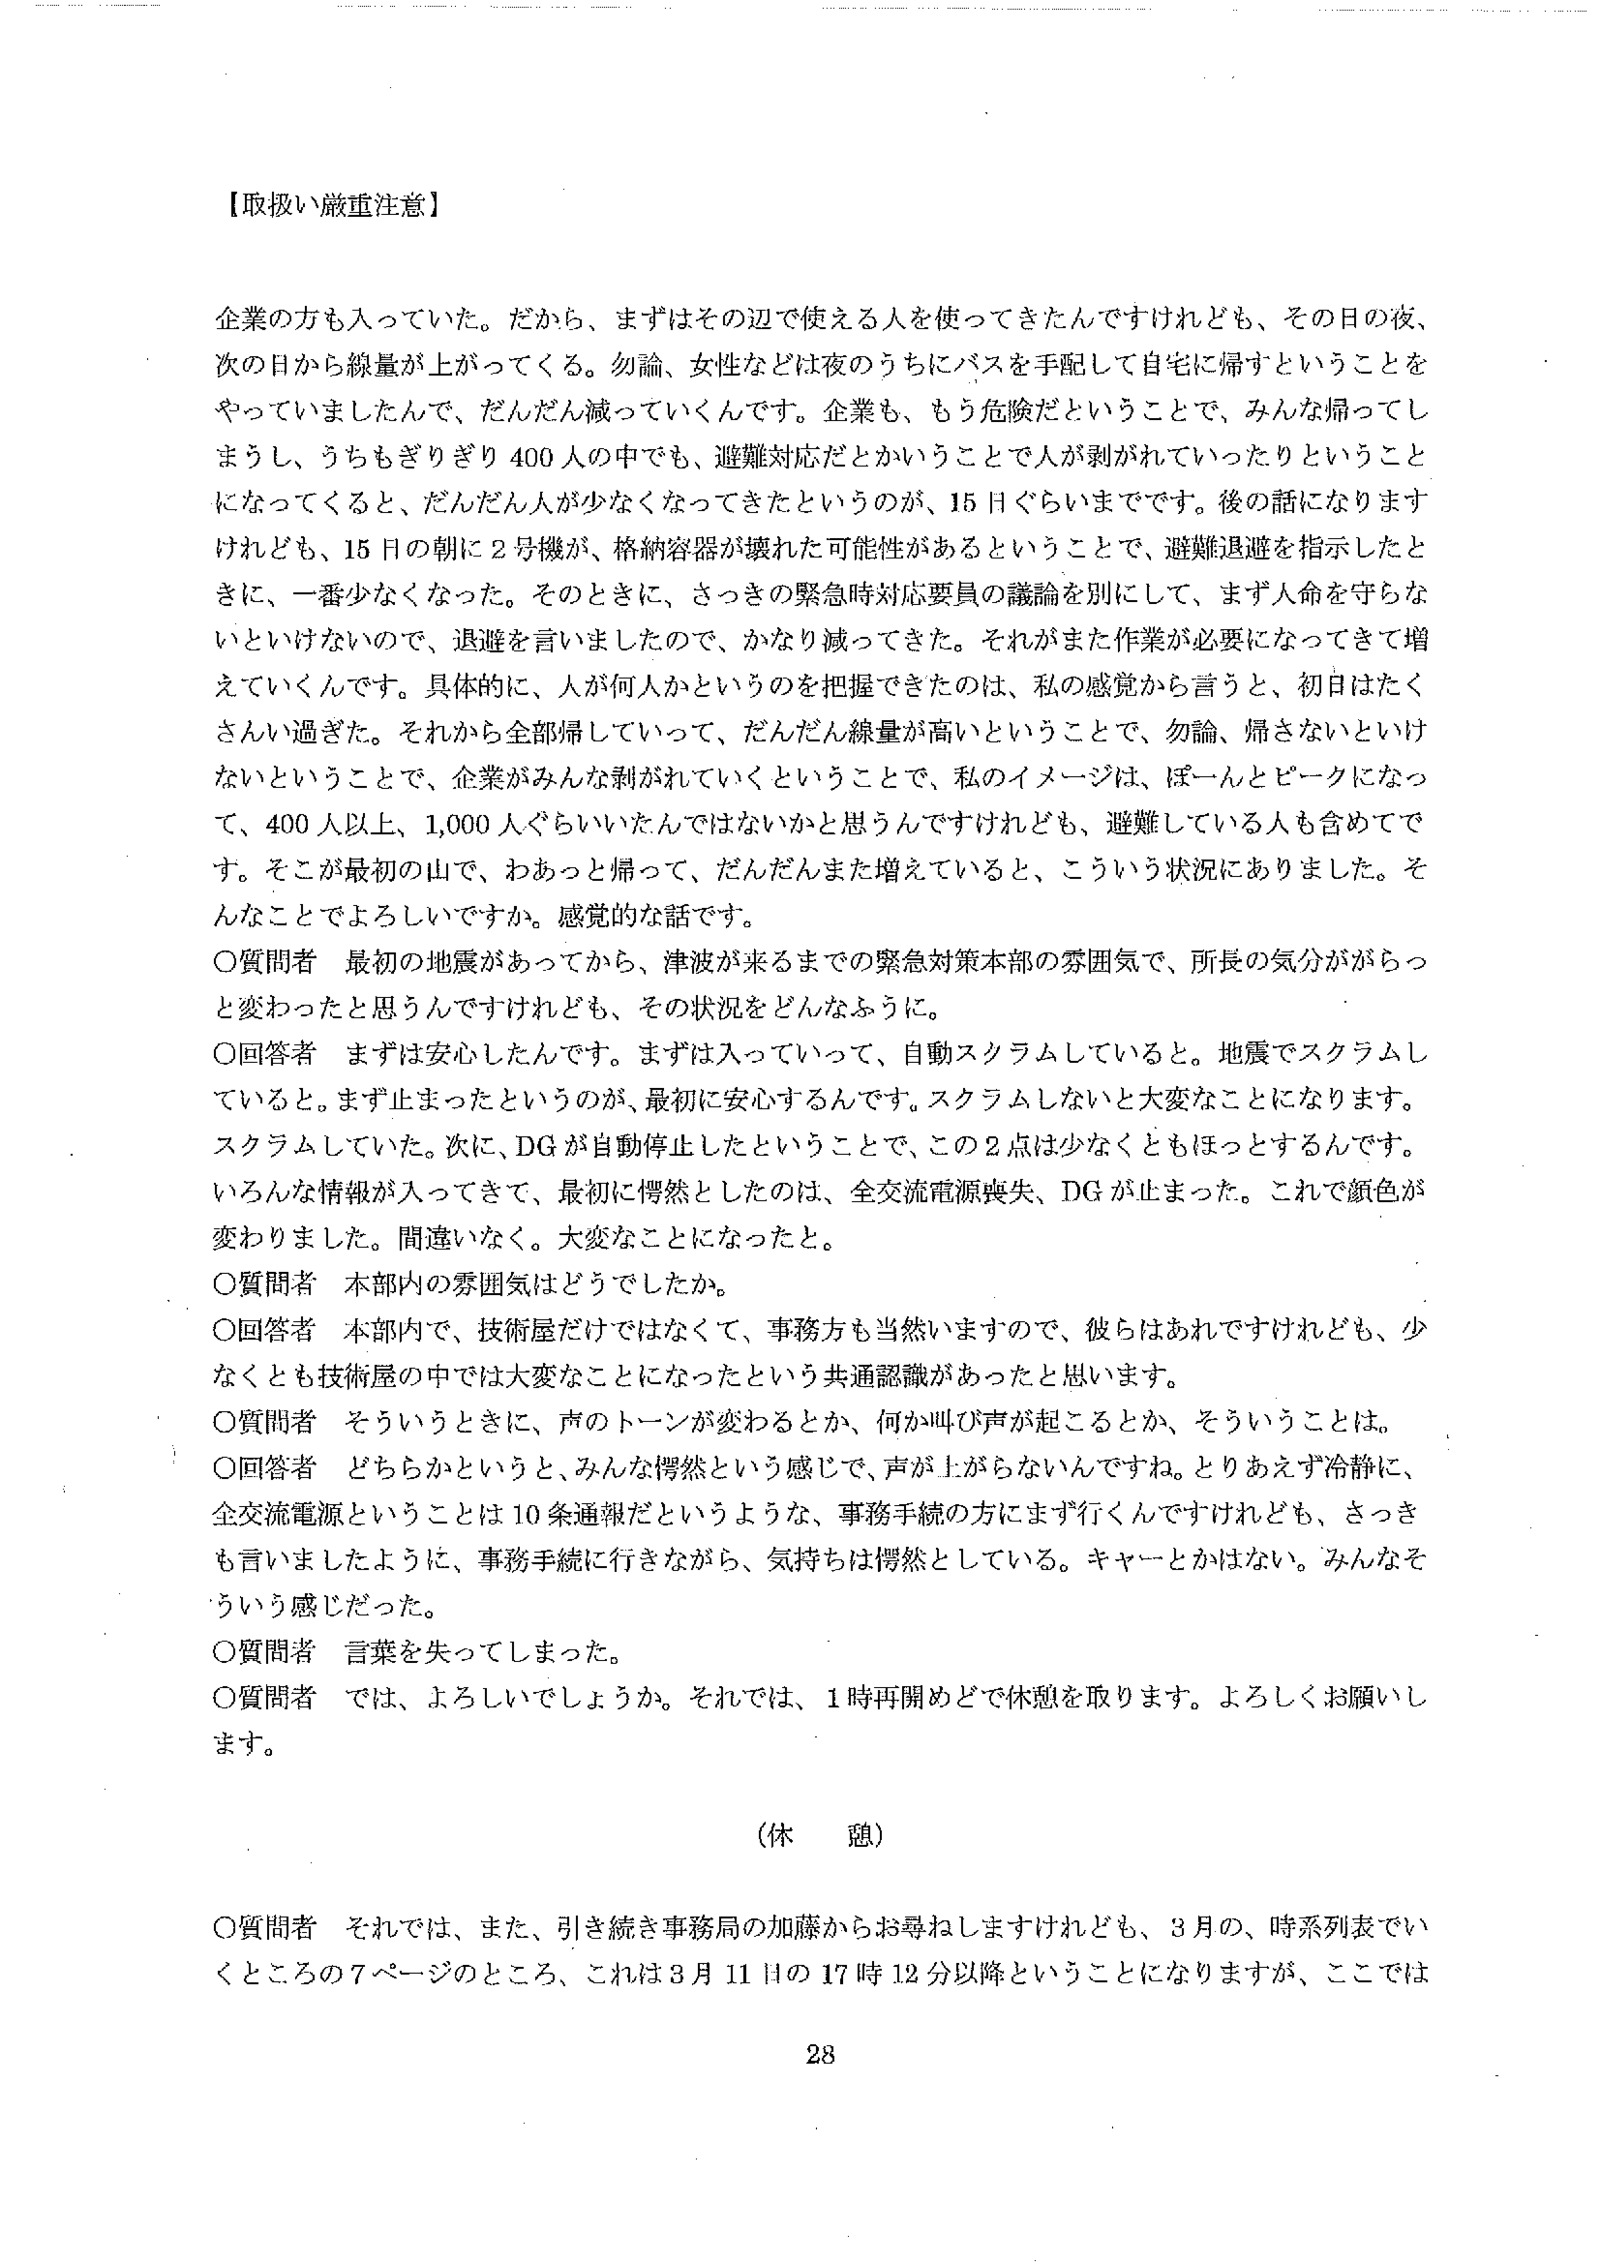 【取扱い厳重注意】
企業の方も入っていた。だから、まずはその辺で使える人を使ってきたんですけれども、その日の夜、
次の日から線量が上がってくる。勿論、女性などは夜のうちにバスを手配して自宅に帰すということを
やっていましたんで、だんだん減っていくんです。企業も、もう危険だということで、みんな帰ってし
まうし、うちもぎりぎり 400 人の中でも、避難対応だとかいうことで人が剥がれていったりということ
になってくると、だんだん人が少なくなってきたというのが、15 日ぐらいまでです。後の話になります
けれども、15 日の朝に 2 号機が、格納容器が壊れた可能性があるということで、避難退避を指示したと
きに、一番少なくなった。そのときに、さっきの緊急時対応要員の議論を別にして、まず人命を守らな
いといけないので、退避を言いましたので、かなり減ってきた。それがまた作業が必要になってきて増
えていくんです。具体的に、人が何人かというのを把握できたのは、私の感覚から言うと、初日はたく
さんい過ぎた。それから全部帰していって、だんだん線量が高いということで、勿論、帰さないといけ
ないということで、企業がみんな剥がれていくということで、私のイメージは、ぽーんとピークになっ
て、400 人以上、1,000 人ぐらいいたんではないかと思うんですけれども、避難している人も含めてで
す。そこが最初の山で、わあっと帰って、だんだんまた増えていると、こういう状況にありました。そ
んなことでよろしいですか。感覚的な話です。
○質問者　最初の地震があってから、津波が来るまでの緊急対策本部の雰囲気で、所長の気分ががらっ
と変わったと思うんですけれども、その状況をどんなふうに。
○回答者　まずは安心したんです。まずは入っていって、自動スクラムしていると。地震でスクラムし
ていると。まず止まったというのが、最初に安心するんです。スクラムしないと大変なことになります。
スクラムしていた。次に、DG が自動停止したということで、この２点は少なくともほっとするんです。
いろんな情報が入ってきて、最初に愕然としたのは、全交流電源喪失、DG が止まった。これで顔色が
変わりました。間違いなく。大変なことになったと。
○質問者　本部内の雰囲気はどうでしたか。
○回答者　本部内で、技術屋だけではなくて、事務方も当然いますので、彼らはあれですけれども、少
なくとも技術屋の中では大変なことになったという共通認識があったと思います。
○質問者　そういうときに、声のトーンが変わるとか、何か叫び声が起こるとか、そういうことは。
○回答者　どちらかというと、みんな愕然という感じで、声が上がらないんですね。とりあえず冷静に、
全交流電源ということは 10 条通報だというような、事務手続の方にまず行くんですけれども、さっき
も言いましたように、事務手続に行きながら、気持ちは愕然としている。キャーとかはない。みんなそ
ういう感じだった。
○質問者　言葉を失ってしまった。
○質問者　では、よろしいでしょうか。それでは、１時再開めどで休憩を取ります。よろしくお願いし
ます。
（休　　憩）
○質問者　それでは、また、引き続き事務局の加藤からお尋ねしますけれども、３月の、時系列表でい
くところの７ページのところ、これは３月 11 日の 17 時 12 分以降ということになりますが、ここでは
28